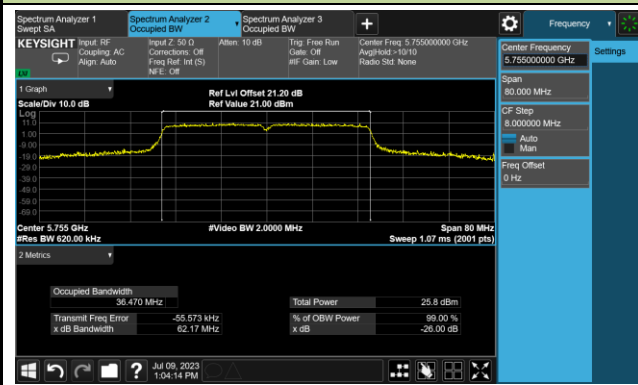 Spectrum Analyzer 1
Swept SA
Spectrum Analyzer 2
Occupied BW
Spectrum Analyzer 3
Occupied BW
+
Frequency
KEYSIGHT
Input: RF
Coupling: AC
Align: Auto
Input Z: 50 Ω
Corrections: Off
Freq Ref: Int (S)
NFE: Off
Atten: 10 dB
Trig: Free Run
Gate: Off
#IF Gain: Low
Center Freq: 5.755000000 GHz
Avg|Hold:>10/10
Radio Std: None
Center Frequency
5.755000000 GHz
Settings
Span
80.000 MHz
CF Step
8.000000 MHz
Auto
Man
Freq Offset
0 Hz
1 Graph
Scale/Div 10.0 dB
Ref Lvl Offset 21.20 dB
Ref Value 21.00 dBm
Log
11.0
1.00
-9.00
-19.0
-29.0
-39.0
-49.0
-59.0
-69.0
Center 5.755 GHz
#Res BW 620.00 kHz
#Video BW 2.0000 MHz
Span 80 MHz
Sweep 1.07 ms (2001 pts)
2 Metrics
Occupied Bandwidth
36.470 MHz
Total Power
25.8 dBm
Transmit Freq Error
-55.573 kHz
% of OBW Power
99.00 %
x dB Bandwidth
62.17 MHz
x dB
-26.00 dB
?
Jul 09, 2023
1:04:14 PM